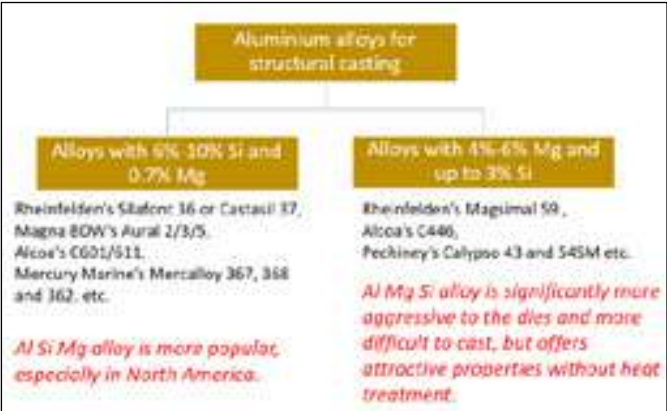 Aluminium alloys for
structural casting
Alloys with 6%-10% Si and
0.7% Mg
Rheinfelden's Silafont 36 or Castasil 37,
Magna BDW's Aural 2/3/5,
Alcoa's C601/611,
Mercury Marine's Mercalloy 367, 368
and 362. etc.
Al Si Mg alloy is more popular,
especially in North America.
Alloys with 4%-6% Mg and
up to 3% Si
Rheinfelden's Magsimal 59,
Alcoa's C446,
Pechiney's Calypso 43 and 54SM etc.
Al Mg Si alloy is significantly more
aggressive to the dies and more
difficult to cast, but offers
attractive properties without heat
treatment.